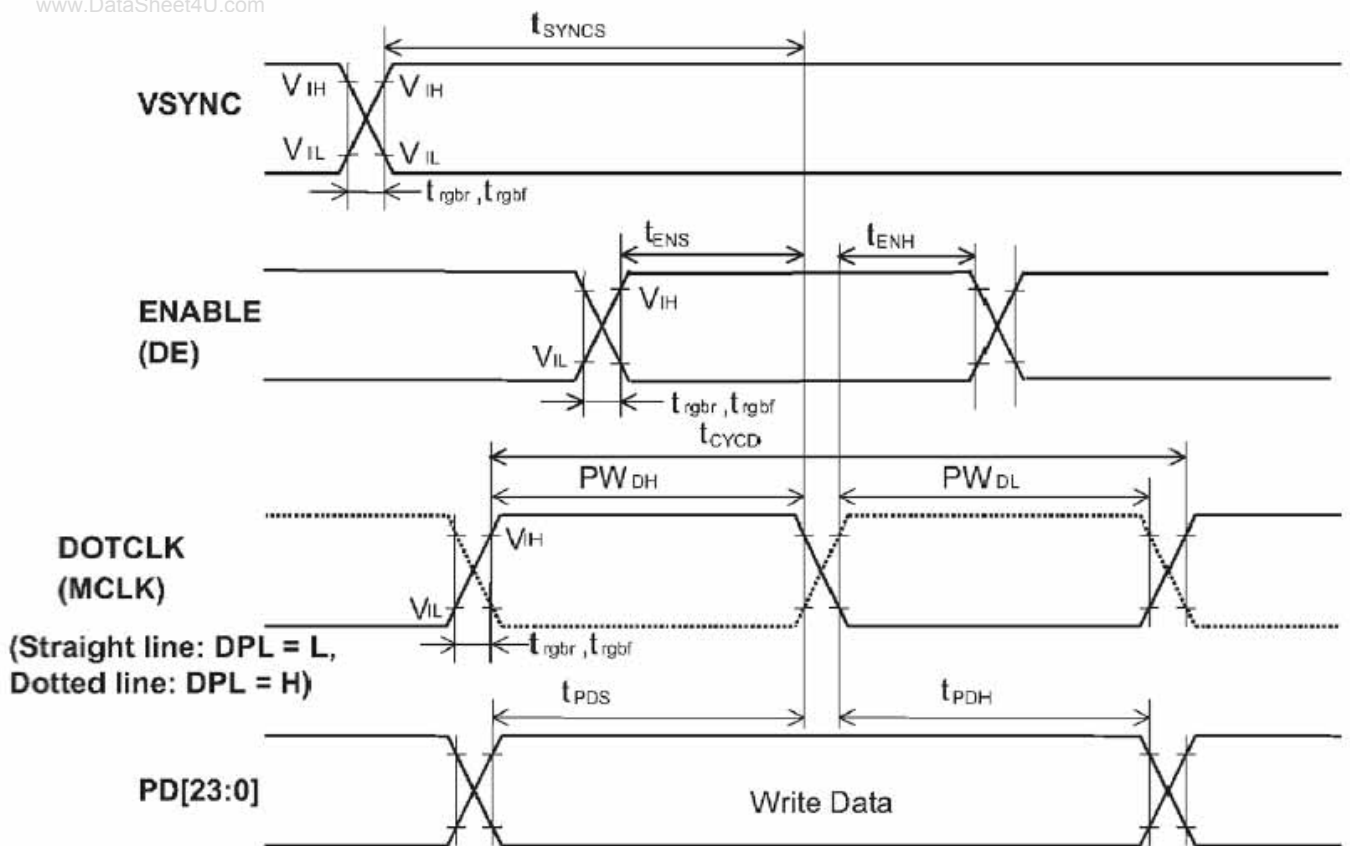 www.DataSheet4U.com
tSYNCS
VSYNC
VIH
VIH
VIL
VIL
trgbr ,trgbf
tENS
tENH
ENABLE
(DE)
VIH
VIL
trgbr ,trgbf
tCYCD
PWDH
PWDL
DOTCLK
(MCLK)
VIH
VIL
(Straight line: DPL = L,
Dotted line: DPL = H)
trgbr ,trgbf
tPDS
tPDH
PD[23:0]
Write Data